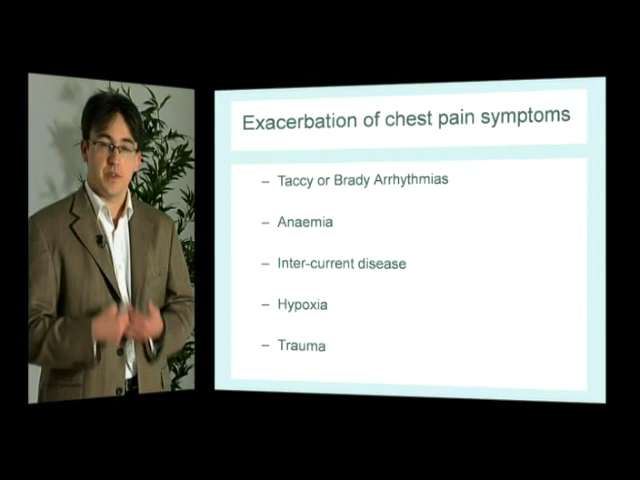 Exacerbation of chest pain symptoms
– Taccy or Brady Arrhythmias
– Anaemia
– Inter-current disease
– Hypoxia
– Trauma